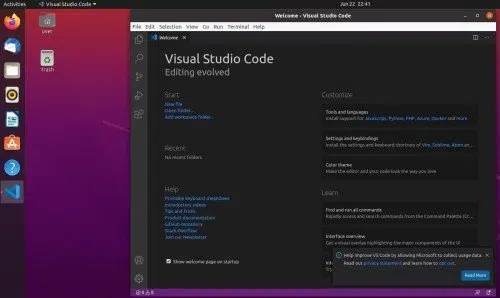 Activities
Visual Studio Code
Jun 22 22:41
user
Trash
Welcome - Visual Studio Code
File Edit Selection View Go Run Terminal Help
Welcome
Visual Studio Code
Editing evolved
Start
New file
Open folder...
Add workspace folder...
Recent
No recent folders
Help
Printable keyboard cheatsheet
Introductory videos
Tips and Tricks
Product documentation
GitHub repository
Stack Overflow
Join our Newsletter
Show welcome page on startup
Customize
Tools and languages
Install support for JavaScript, Python, PHP, Azure, Docker and more
Settings and keybindings
Install the settings and keyboard shortcuts of Vim, Sublime, Atom an...
Color theme
Make the editor and your code look the way you love
Learn
Find and run all commands
Rapidly access and search commands from the Command Palette (C...
Interface overview
Get a visual overlay highlighting the major components of the UI
Help improve VS Code by allowing Microsoft to collect usage data.
Read our privacy statement and learn how to opt out.
Read More
0 0